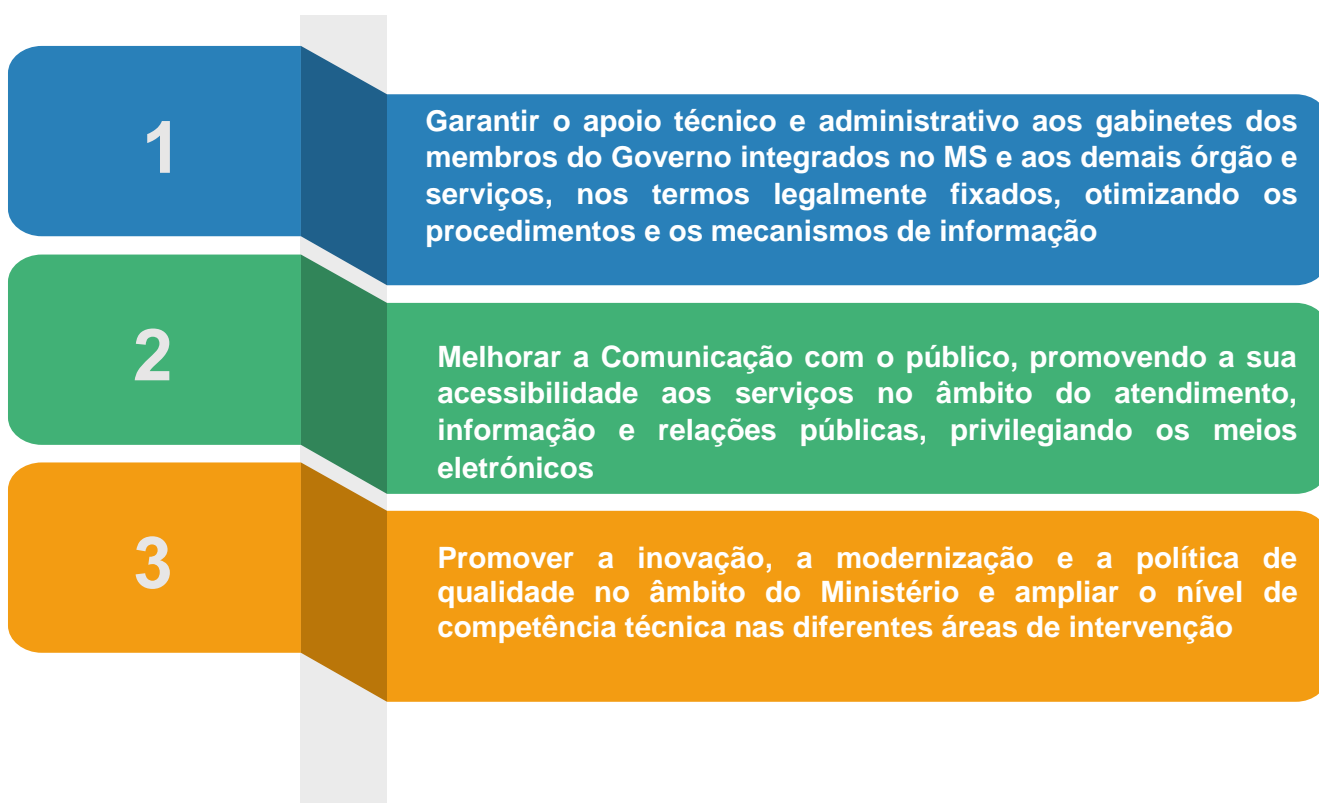 1
Garantir o apoio técnico e administrativo aos gabinetes dos
membros do Governo integrados no MS e aos demais órgão e
serviços, nos termos legalmente fixados, otimizando os
procedimentos e os mecanismos de informação
2
Melhorar a Comunicação com o público, promovendo a sua
acessibilidade aos serviços no âmbito do atendimento,
informação e relações públicas, privilegiando os meios
eletrónicos
3
Promover a inovação, a modernização e a política de
qualidade no âmbito do Ministério e ampliar o nível de
competência técnica nas diferentes áreas de intervenção